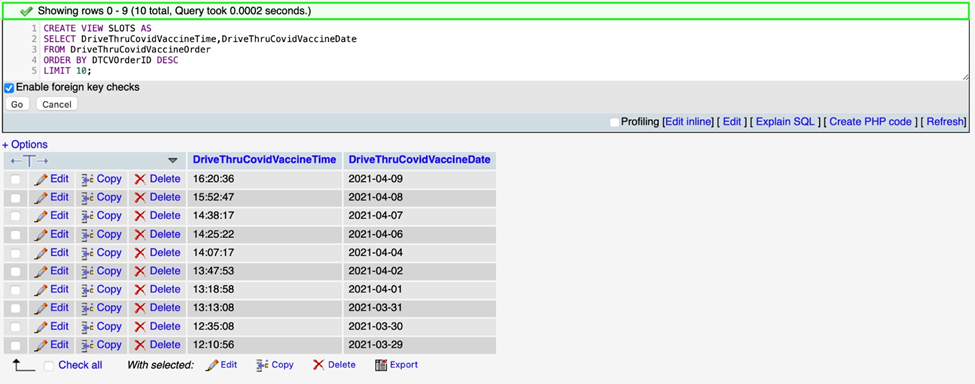 Showing rows 0 - 9 (10 total, Query took 0.0002 seconds.)
1 CREATE VIEW SLOTS AS
2 SELECT DriveThruCovidVaccineTime,DriveThruCovidVaccineDate
3 FROM DriveThruCovidVaccineOrder
4 ORDER BY DTCVOrderID DESC
5 LIMIT 10;
Enable foreign key checks
Go Cancel
Profiling [Edit inline] [ Edit ] [ Explain SQL ] [ Create PHP code ] [ Refresh]
+ Options
←T→ DriveThruCovidVaccineTime DriveThruCovidVaccineDate
Edit Copy Delete 16:20:36 2021-04-09
Edit Copy Delete 15:52:47 2021-04-08
Edit Copy Delete 14:38:17 2021-04-07
Edit Copy Delete 14:25:22 2021-04-06
Edit Copy Delete 14:07:17 2021-04-04
Edit Copy Delete 13:47:53 2021-04-02
Edit Copy Delete 13:18:58 2021-04-01
Edit Copy Delete 13:13:08 2021-03-31
Edit Copy Delete 12:35:08 2021-03-30
Edit Copy Delete 12:10:56 2021-03-29
Check all With selected: Edit Copy Delete Export